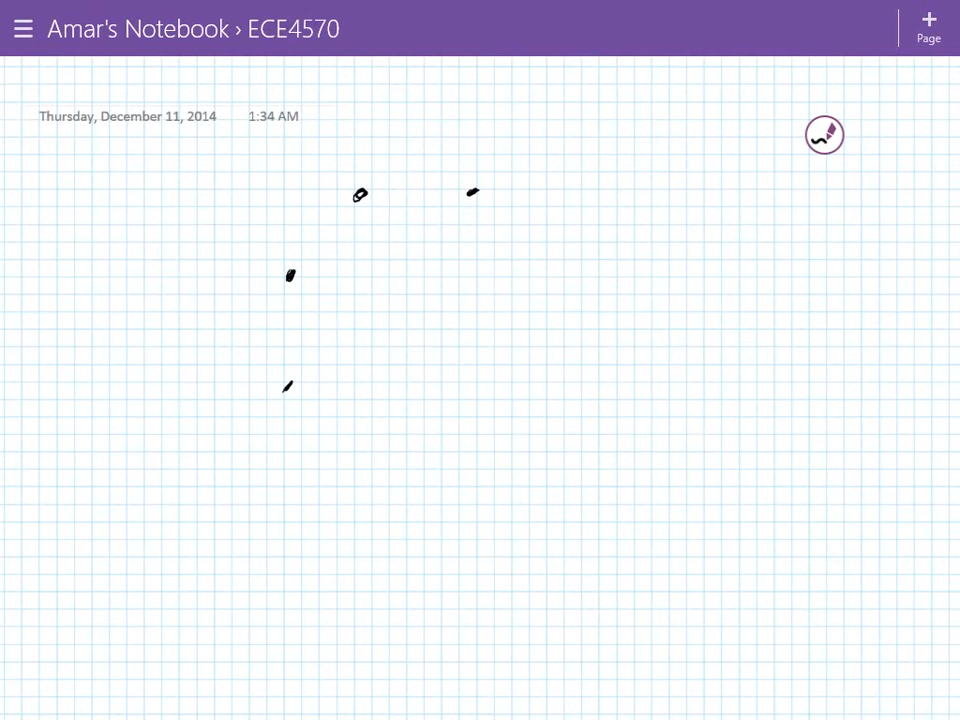 Amar's Notebook › ECE4570
Page
Thursday, December 11, 2014 1:34 AM